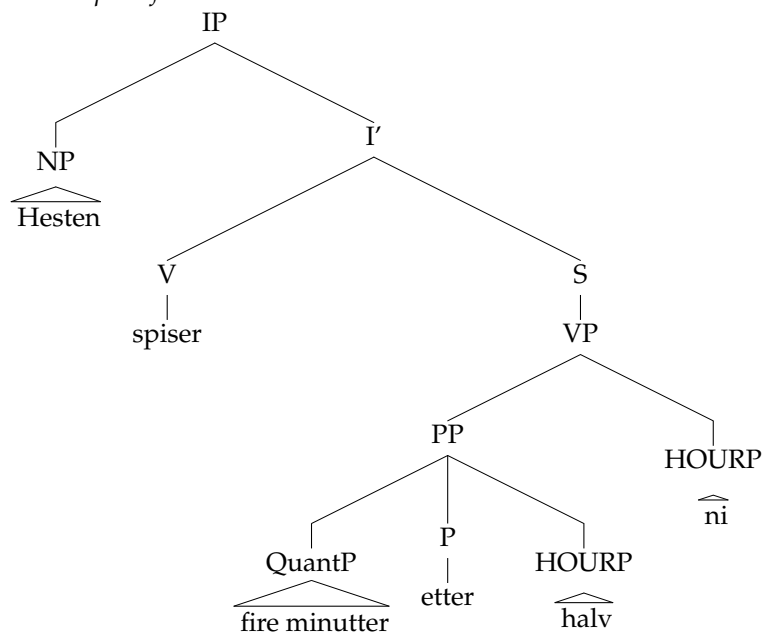 IP
NP
I'
Hesten
V
S
spiser
VP
PP
HOURP
ni
QuantP
P
HOURP
fire minutter
etter
halv